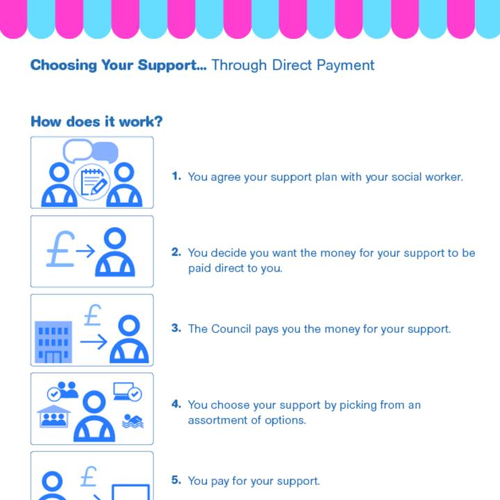 Choosing Your Support... Through Direct Payment
How does it work?
1. You agree your support plan with your social worker.
£
2. You decide you want the money for your support to be
paid direct to you.
£
3. The Council pays you the money for your support.
4. You choose your support by picking from an
assortment of options.
£
5. You pay for your support.